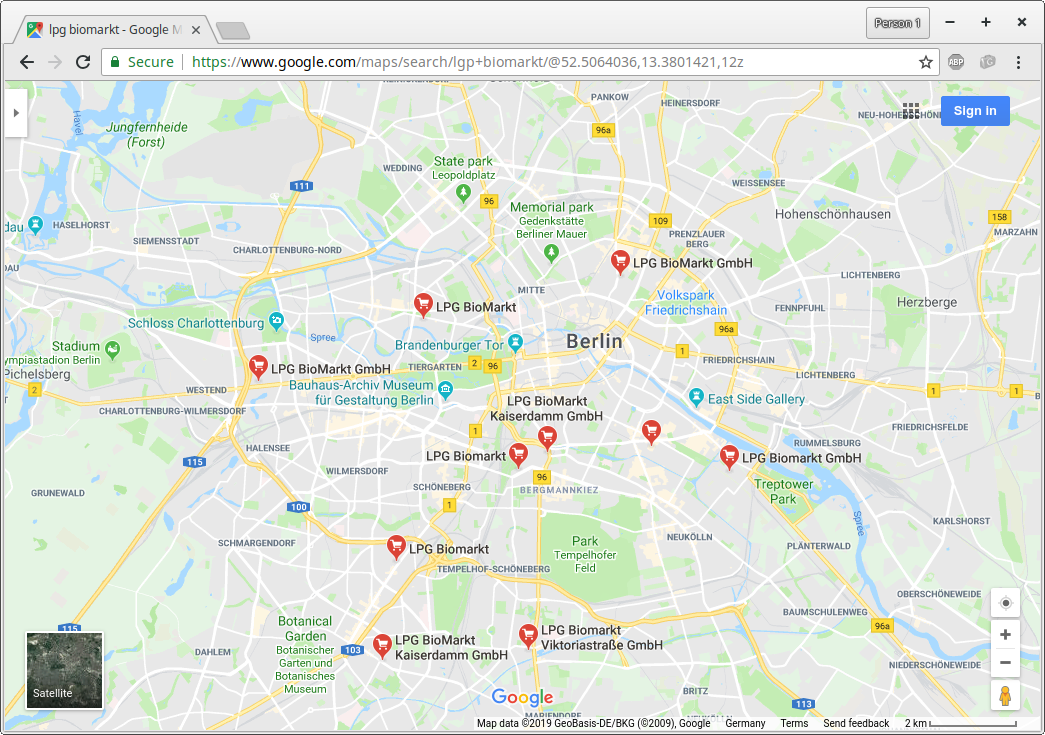 lpg biomarkt - Google M
Person 1
Secure
https://www.google.com/maps/search/lgp+biomarkt/@52.5064036,13.3801421,12z
ABP
Sign in
PANKOW
HEINERSDORF
Havel
Jungfernheide
(Forst)
96a
WEDDING
State park
Leopoldplatz
111
96
WEISSENSEE
Memorial park
Gedenkstätte
Berliner Mauer
Hohenschönhausen
109
158
HASELHORST
SIEMENSSTADT
PRENZLAUER
BERG
MARZAHN
CHARLOTTENBURG-NORD
LPG BioMarkt GmbH
LICHTENBERG
MITTE
Volkspark
Friedrichshain
Herzberge
LPG BioMarkt
FENNPFUHL
Schloss Charlottenburg
Spree
Brandenburger Tor
Berlin
96a
Stadium
ympiastadion Berlin
1
FRIEDRICHSHAIN
Pichelsberg
LPG BioMarkt GmbH
TIERGARTEN
2
96
LICHTENBERG
2
WESTEND
Bauhaus-Archiv Museum
für Gestaltung Berlin
1
1
CHARLOTTENBURG-WILMERSDORF
LPG BioMarkt
Kaiserdamm GmbH
East Side Gallery
FRIEDRICHSFELDE
1
HALENSEE
RUMMELSBURG
115
LPG Biomarkt
LPG Biomarkt GmbH
WILMERSDORF
96
GRUNEWALD
SCHÖNEBERG
BERGMANNKIEZ
Treptower
Park
100
1
Spree
KARLSHORST
SCHMARGENDORF
Park
Tempelhofer
Feld
NEUKÖLLN
PLÄNTERWALD
LPG Biomarkt
TEMPELHOF-SCHÖNEBERG
OBERSCHÖNEWEIDE
BAUMSCHULENWEG
115
Botanical
Garden
Botanischer
Garten und
Botanisches
Museum
96a
DAHLEM
103
LPG BioMarkt
Kaiserdamm GmbH
LPG Biomarkt
Viktoriastraße GmbH
NIEDERSCHÖNEWEIDE
Satellite
Google
BRITZ
MARIENDORF
113
Map data ©2019 GeoBasis-DE/BKG (©2009), Google
Germany
Terms
Send feedback
2 km